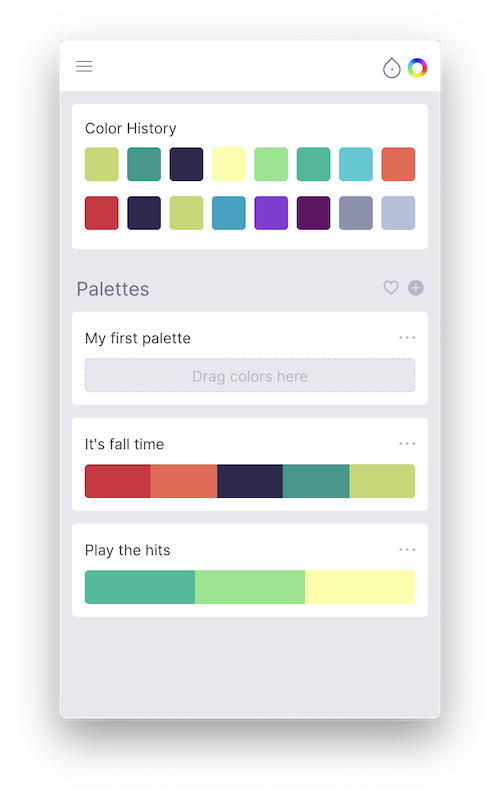 Color History
Palettes
My first palette
Drag colors here
It's fall time
Play the hits